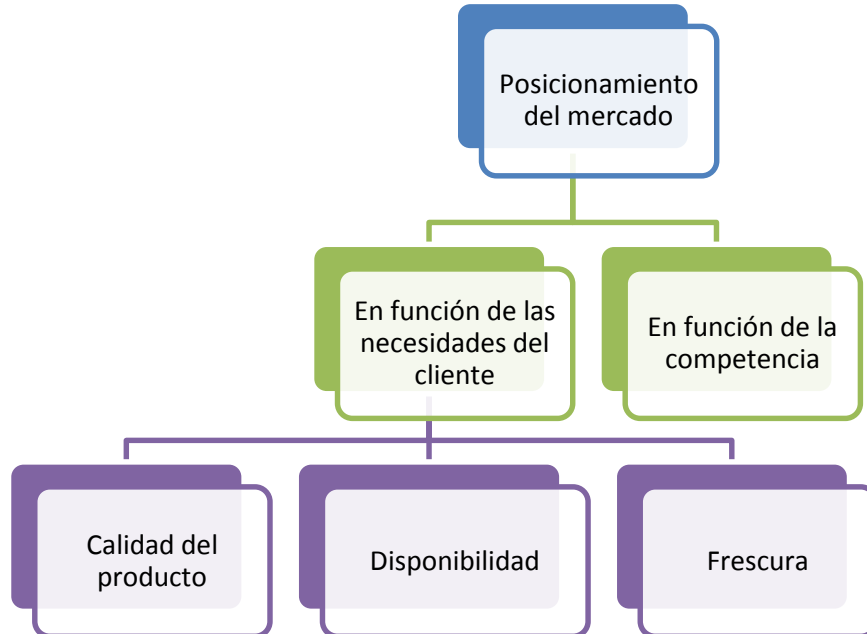 Posicionamiento
del mercado
En función de las
necesidades del
cliente
En función de la
competencia
Calidad del
producto
Disponibilidad
Frescura